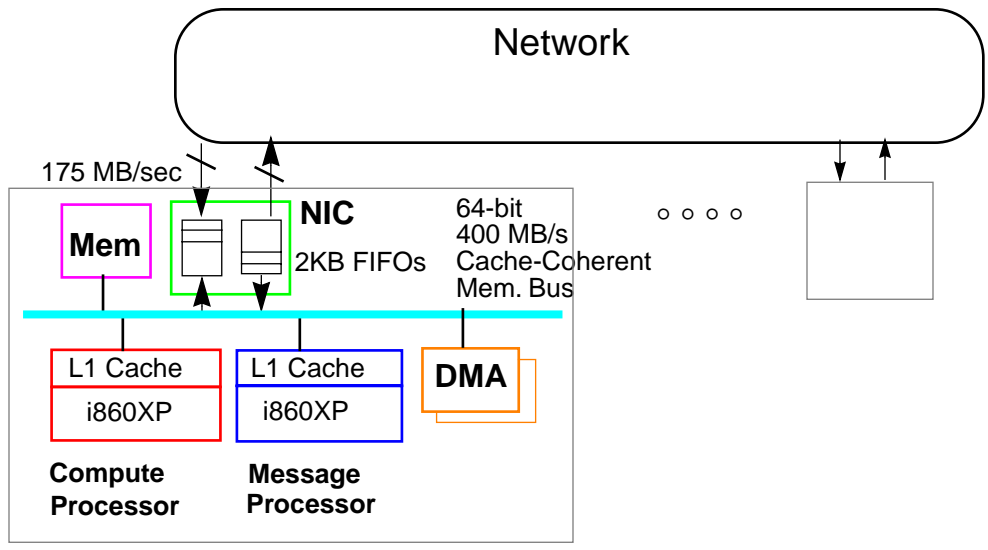 Network
175 MB/sec
NIC
Mem
2KB FIFOs
64-bit
400 MB/s
Cache-Coherent
Mem. Bus
L1 Cache
i860XP
L1 Cache
i860XP
DMA
Compute
Processor
Message
Processor